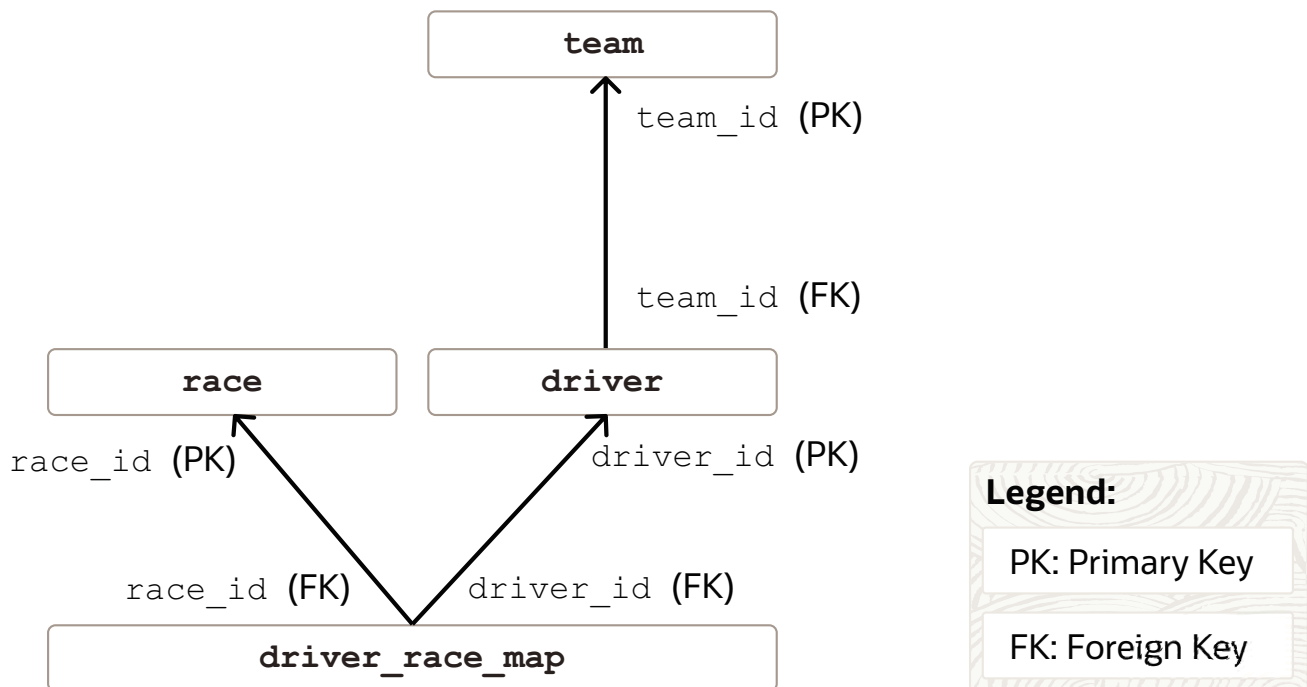 team
team_id (PK)
team_id (FK)
race
driver
race_id (PK)
driver_id (PK)
race_id (FK)
driver_id (FK)
driver_race_map
Legend:
PK: Primary Key
FK: Foreign Key